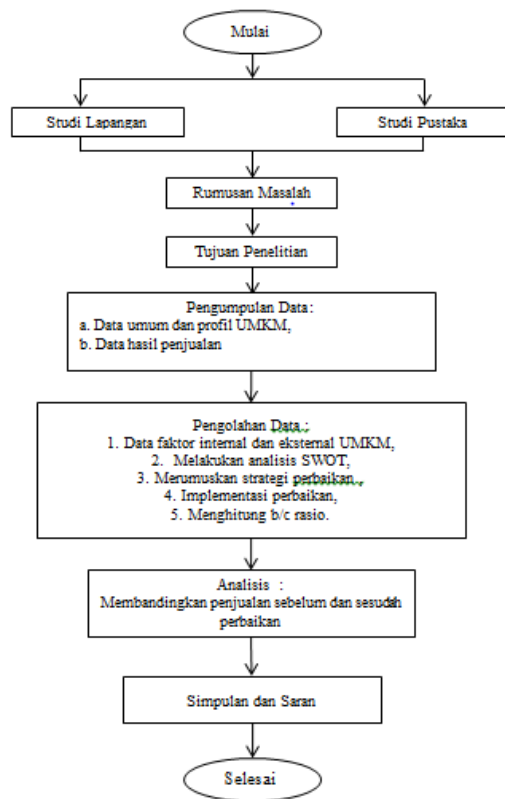 Mulai
Studi Lapangan
Studi Pustaka
Rumusan Masalah
Tujuan Penelitian
Pengumpulan Data :
a. Data umum dan profil UMKM,
b. Data hasil penjualan
Pengolahan Data :
1. Data faktor internal dan eksternal UMKM,
2. Melakukan analisis SWOT,
3. Merumuskan strategi perbaikan,
4. Implementasi perbaikan,
5. Menghitung b/c rasio.
Analisis :
Membandingkan penjualan sebelum dan sesudah
perbaikan
Simpulan dan Saran
Selesai